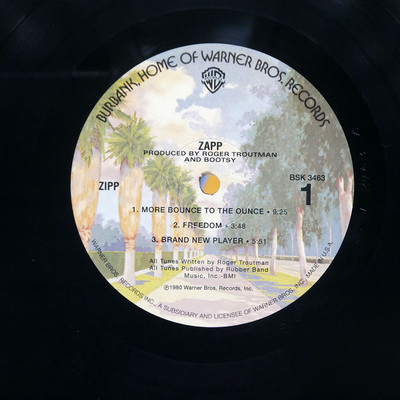 BURBANK, HOME OF WARNER BROS. RECORDS
ZAPP
PRODUCED BY ROGER TROUTMAN
AND BOOTSY
BSK 3463
ZIPP
1
1. MORE BOUNCE TO THE OUNCE • 9:25
2. FREEDOM • 3:48
3. BRAND NEW PLAYER • 5:51
All Tunes Written by Roger Troutman
All Tunes Published by Rubber Band
Music, Inc.-BMI
℗1980 Warner Bros. Records, Inc.
WARNER BROS. RECORDS INC., A SUBSIDIARY AND LICENSEE OF WARNER BROS. INC., MADE IN U.S.A.